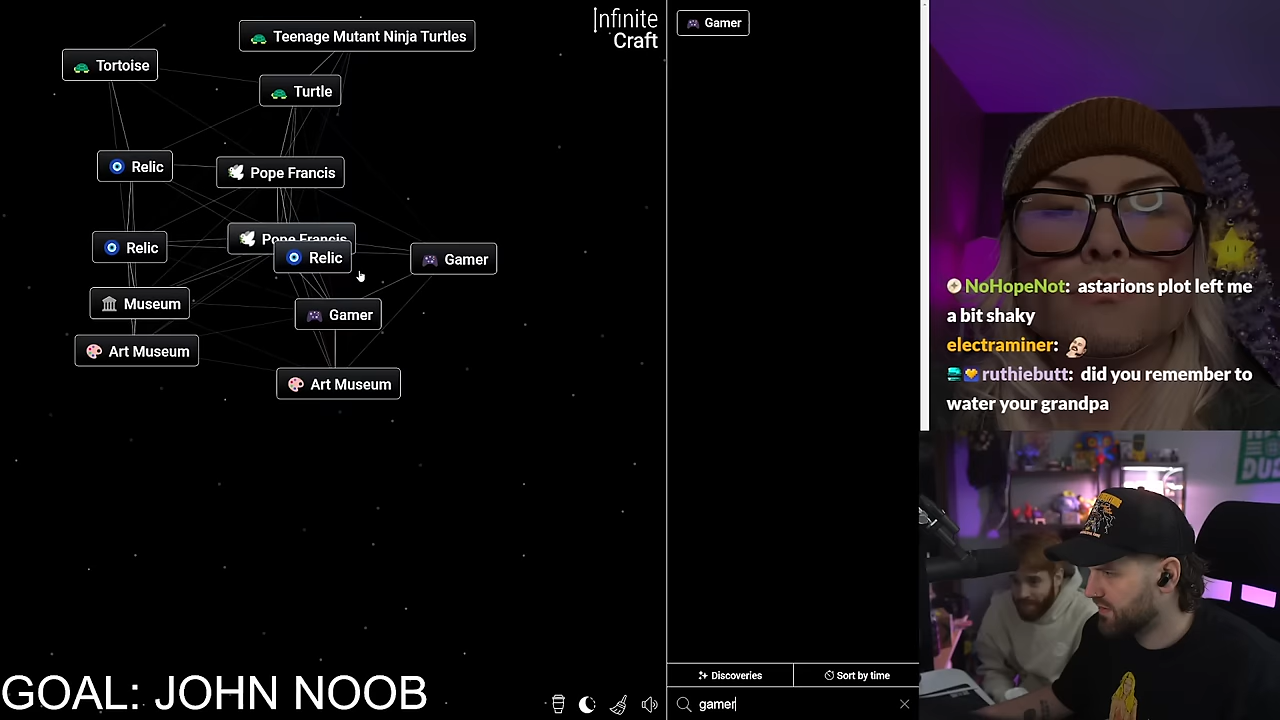 Infinite
Craft
Teenage Mutant Ninja Turtles
Tortoise
Turtle
Relic
Pope Francis
Relic
Pope Francis
Relic
Gamer
Museum
Gamer
Art Museum
Art Museum
GOAL: JOHN NOOB
Gamer
Discoveries
Sort by time
gamer
NoHopeNot: astarions plot left me
a bit shaky
electraminer:
ruthiebutt: did you remember to
water your grandpa